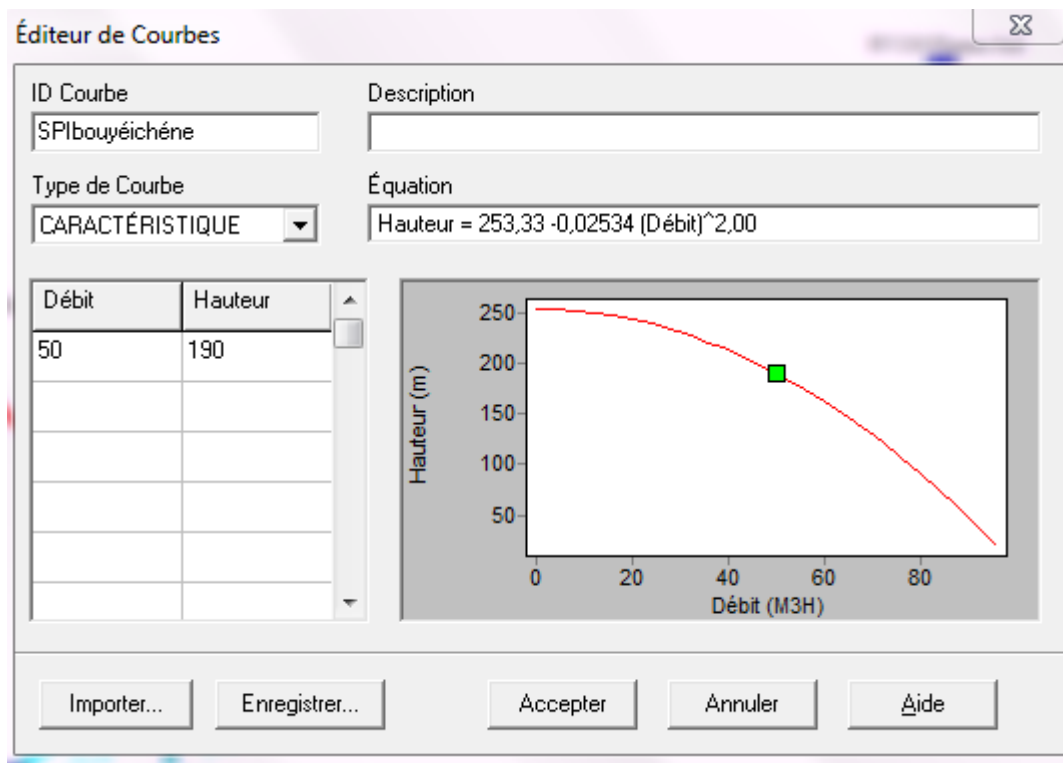 Éditeur de Courbes
ID Courbe
Description
SPIbouyéichéne
Type de Courbe
Équation
CARACTÉRISTIQUE
Hauteur = 253,33 -0,02534 (Débit)^2,00
Débit Hauteur
50 190
250
200
150
100
50
Hauteur (m)
0 20 40 60 80
Débit (M3H)
Importer... Enregistrer... Accepter Annuler Aide